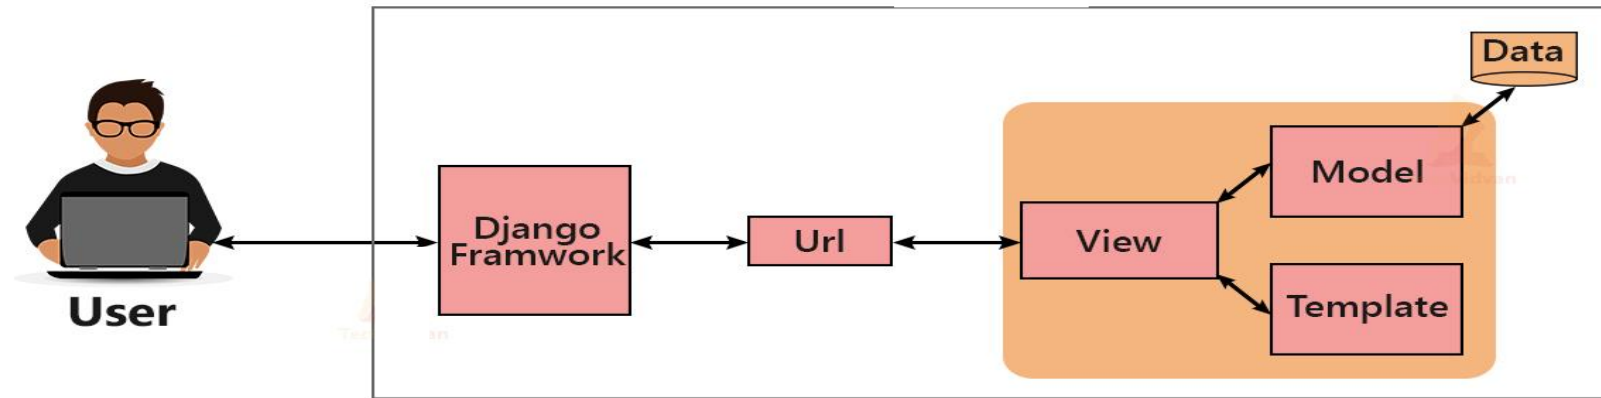 User
Django
Framwork
Url
View
Model
Template
Data